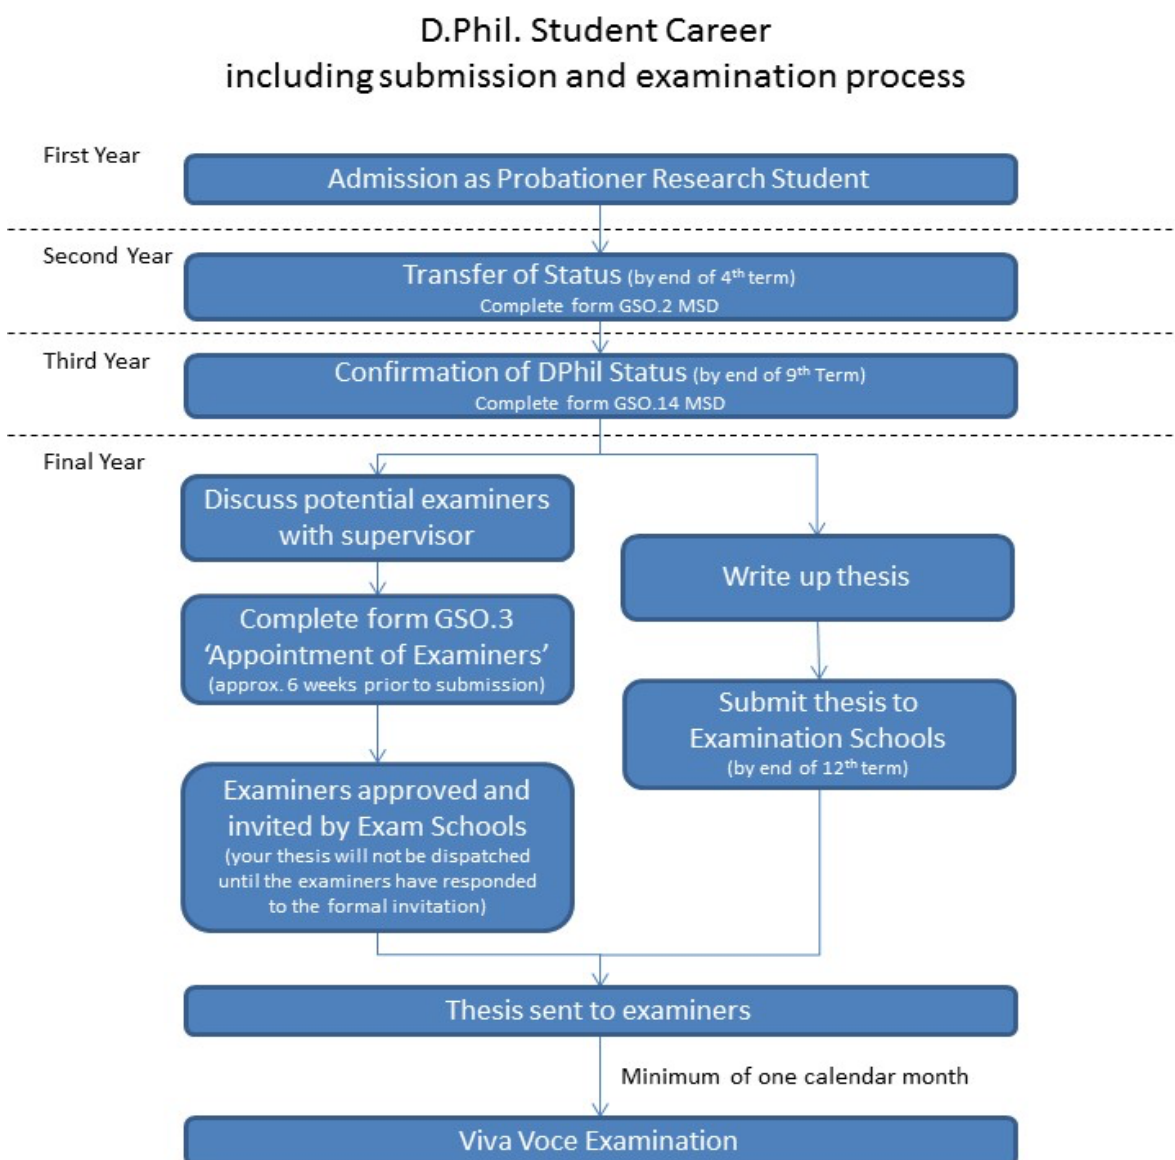 D.Phil. Student Career
including submission and examination process
First Year
Admission as Probationer Research Student
Second Year
Transfer of Status (by end of 4th term)
Complete form GSO.2 MSD
Third Year
Confirmation of DPhil Status (by end of 9th Term)
Complete form GSO.14 MSD
Final Year
Discuss potential examiners
with supervisor
Complete form GSO.3
‘Appointment of Examiners’
(approx. 6 weeks prior to submission)
Examiners approved and
invited by Exam Schools
(your thesis will not be dispatched
until the examiners have responded
to the formal invitation)
Write up thesis
Submit thesis to
Examination Schools
(by end of 12th term)
Thesis sent to examiners
Minimum of one calendar month
Viva Voce Examination